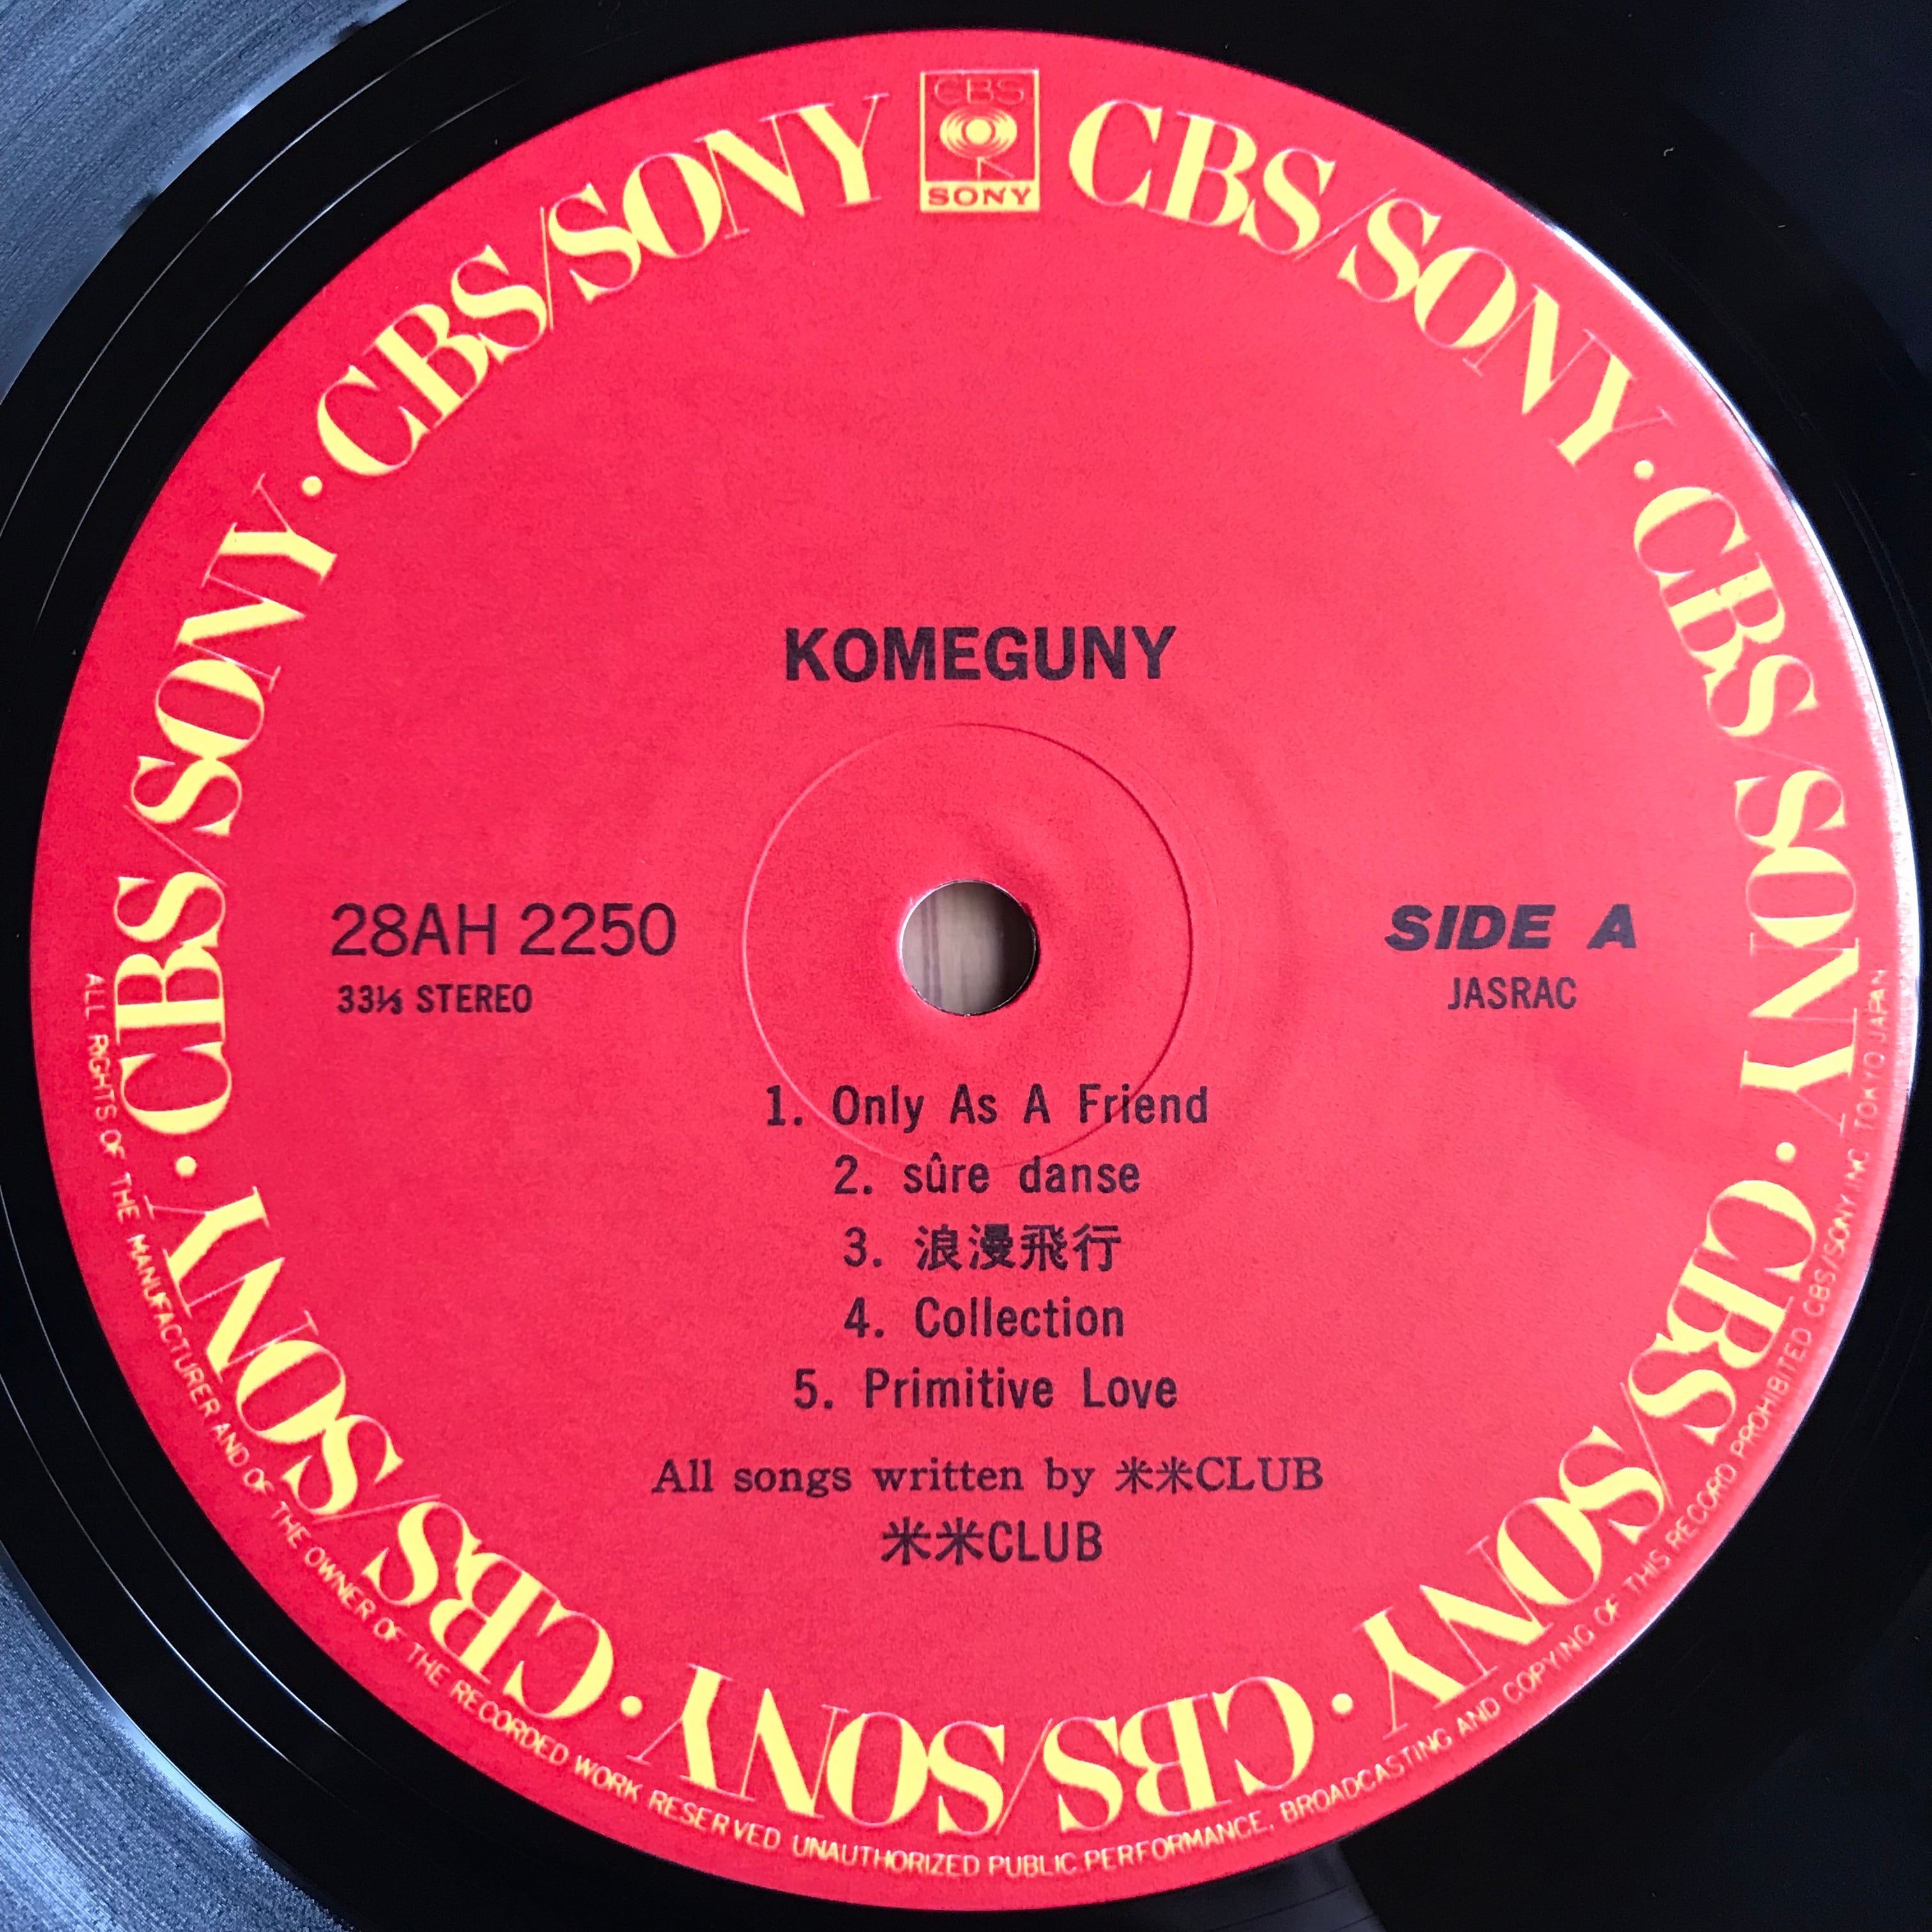 CBS
SONY
CBS/SONY · CBS/SONY · CBS/SONY · CBS/SONY · CBS/SONY · CBS/SONY · CBS/SONY
KOMEGUNY
28AH 2250
33⅓ STEREO
SIDE A
JASRAC
1. Only As A Friend
2. sûre danse
3. 浪漫飛行
4. Collection
5. Primitive Love
All songs written by 米米CLUB
米米CLUB
ALL RIGHTS OF THE MANUFACTURER AND OF THE OWNER OF THE RECORDED WORK RESERVED UNAUTHORIZED PUBLIC PERFORMANCE, BROADCASTING AND COPYING OF THIS RECORD PROHIBITED CBS/SONY INC. TOKYO JAPAN